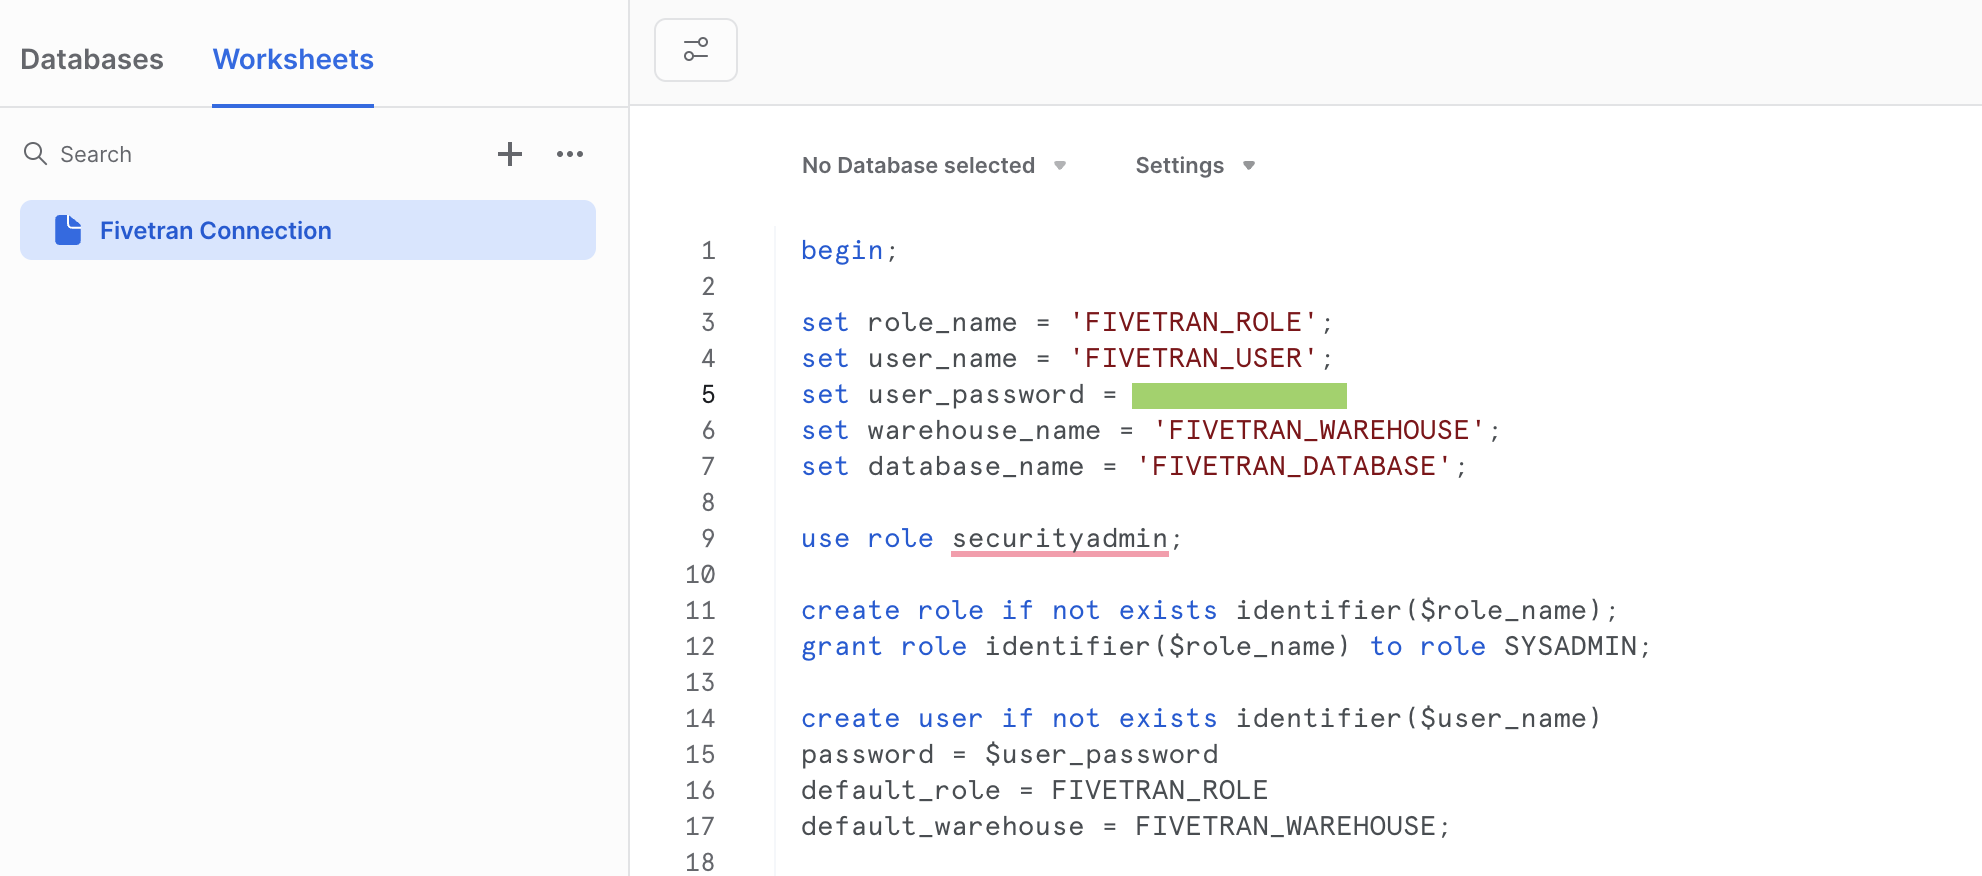 Databases Worksheets
Search
Fivetran Connection
No Database selected Settings
1 begin;
2
3 set role_name = 'FIVETRAN_ROLE';
4 set user_name = 'FIVETRAN_USER';
5 set user_password =
6 set warehouse_name = 'FIVETRAN_WAREHOUSE';
7 set database_name = 'FIVETRAN_DATABASE';
8
9 use role securityadmin;
10
11 create role if not exists identifier($role_name);
12 grant role identifier($role_name) to role SYSADMIN;
13
14 create user if not exists identifier($user_name)
15 password = $user_password
16 default_role = FIVETRAN_ROLE
17 default_warehouse = FIVETRAN_WAREHOUSE;
18